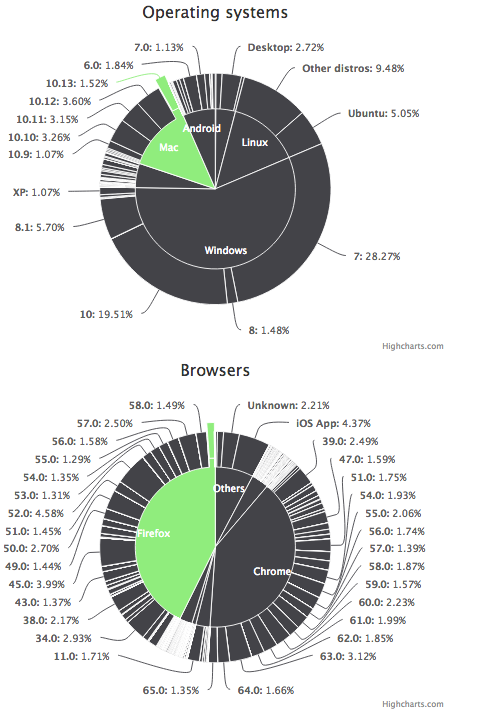 Operating systems
7.0: 1.13%
Desktop: 2.72%
6.0: 1.84%
Other distros: 9.48%
10.13: 1.52%
10.12: 3.60%
Ubuntu: 5.05%
10.11: 3.15%
Android
10.10: 3.26%
Linux
Mac
10.9: 1.07%
XP: 1.07%
8.1: 5.70%
Windows
7: 28.27%
10: 19.51%
8: 1.48%
Highcharts.com
Browsers
58.0: 1.49%
Unknown: 2.21%
57.0: 2.50%
iOS App: 4.37%
56.0: 1.58%
39.0: 2.49%
55.0: 1.29%
47.0: 1.59%
54.0: 1.35%
51.0: 1.75%
53.0: 1.31%
Others
54.0: 1.93%
52.0: 4.58%
55.0: 2.06%
51.0: 1.45%
Firefox
56.0: 1.74%
50.0: 2.70%
57.0: 1.39%
49.0: 1.44%
58.0: 1.87%
45.0: 3.99%
Chrome
59.0: 1.57%
43.0: 1.37%
60.0: 2.23%
38.0: 2.17%
61.0: 1.99%
34.0: 2.93%
62.0: 1.85%
11.0: 1.71%
63.0: 3.12%
65.0: 1.35%
64.0: 1.66%
Highcharts.com